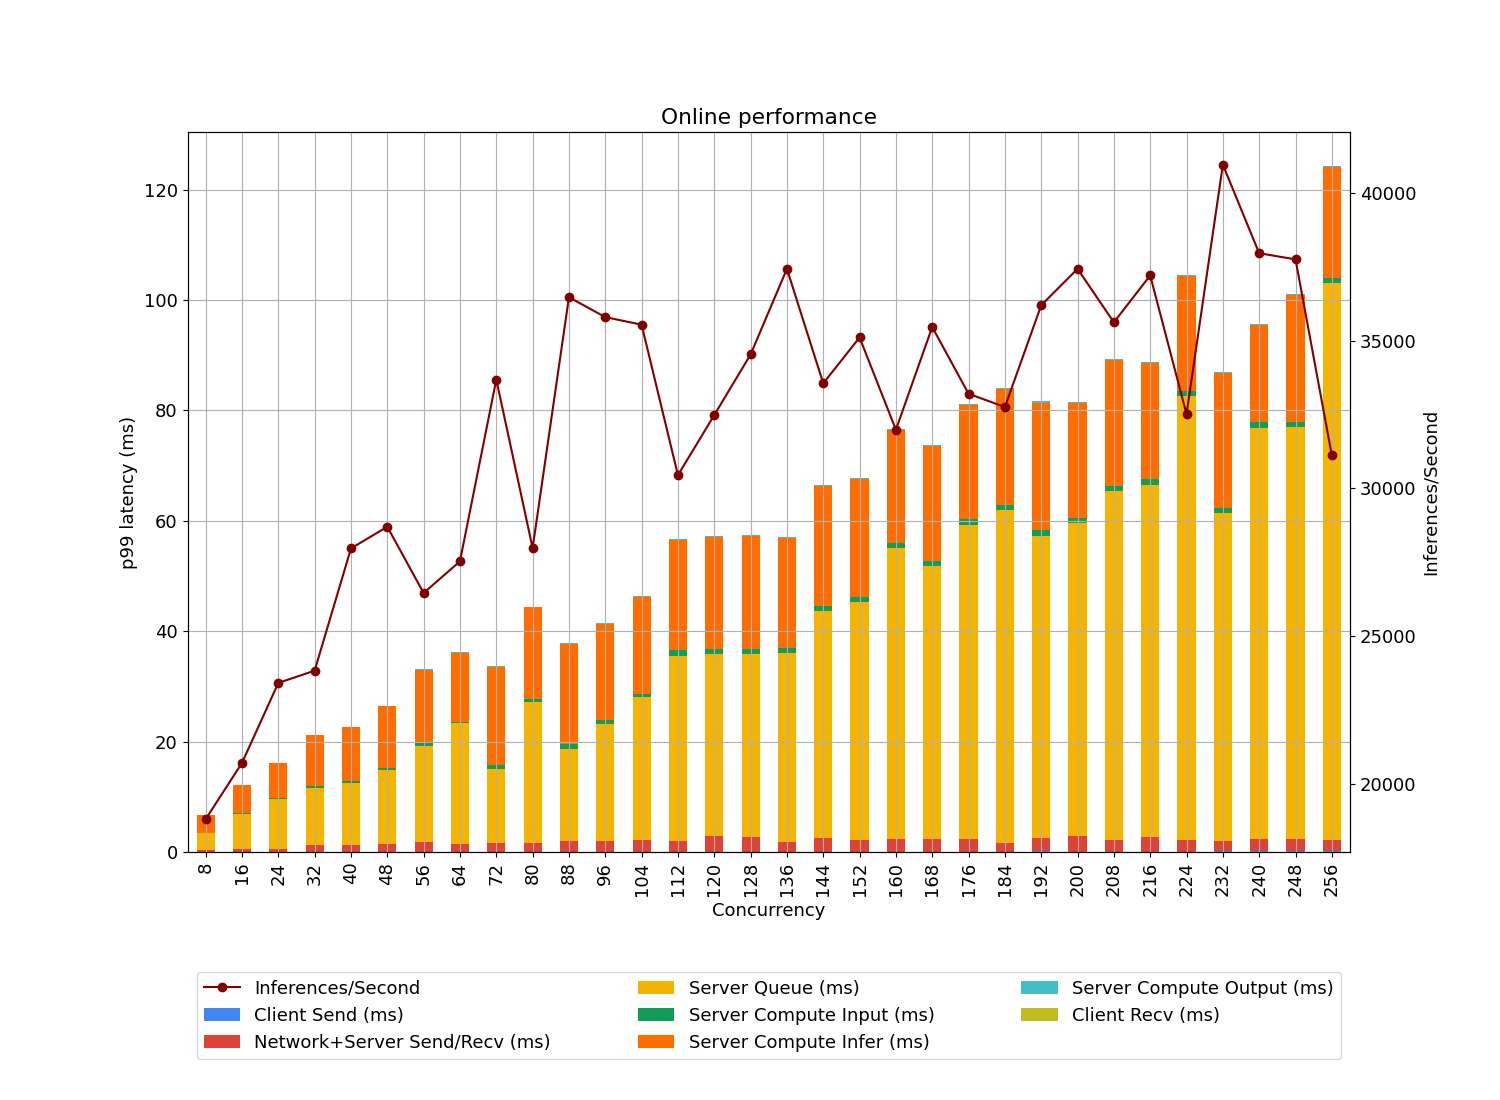 Online performance
120
100
80
60
40
20
0
p99 latency (ms)
40000
35000
30000
25000
20000
Inferences/Second
8 16 24 32 40 48 56 64 72 80 88 96 104 112 120 128 136 144 152 160 168 176 184 192 200 208 216 224 232 240 248 256
Concurrency
Inferences/Second
Client Send (ms)
Network+Server Send/Recv (ms)
Server Queue (ms)
Server Compute Input (ms)
Server Compute Infer (ms)
Server Compute Output (ms)
Client Recv (ms)